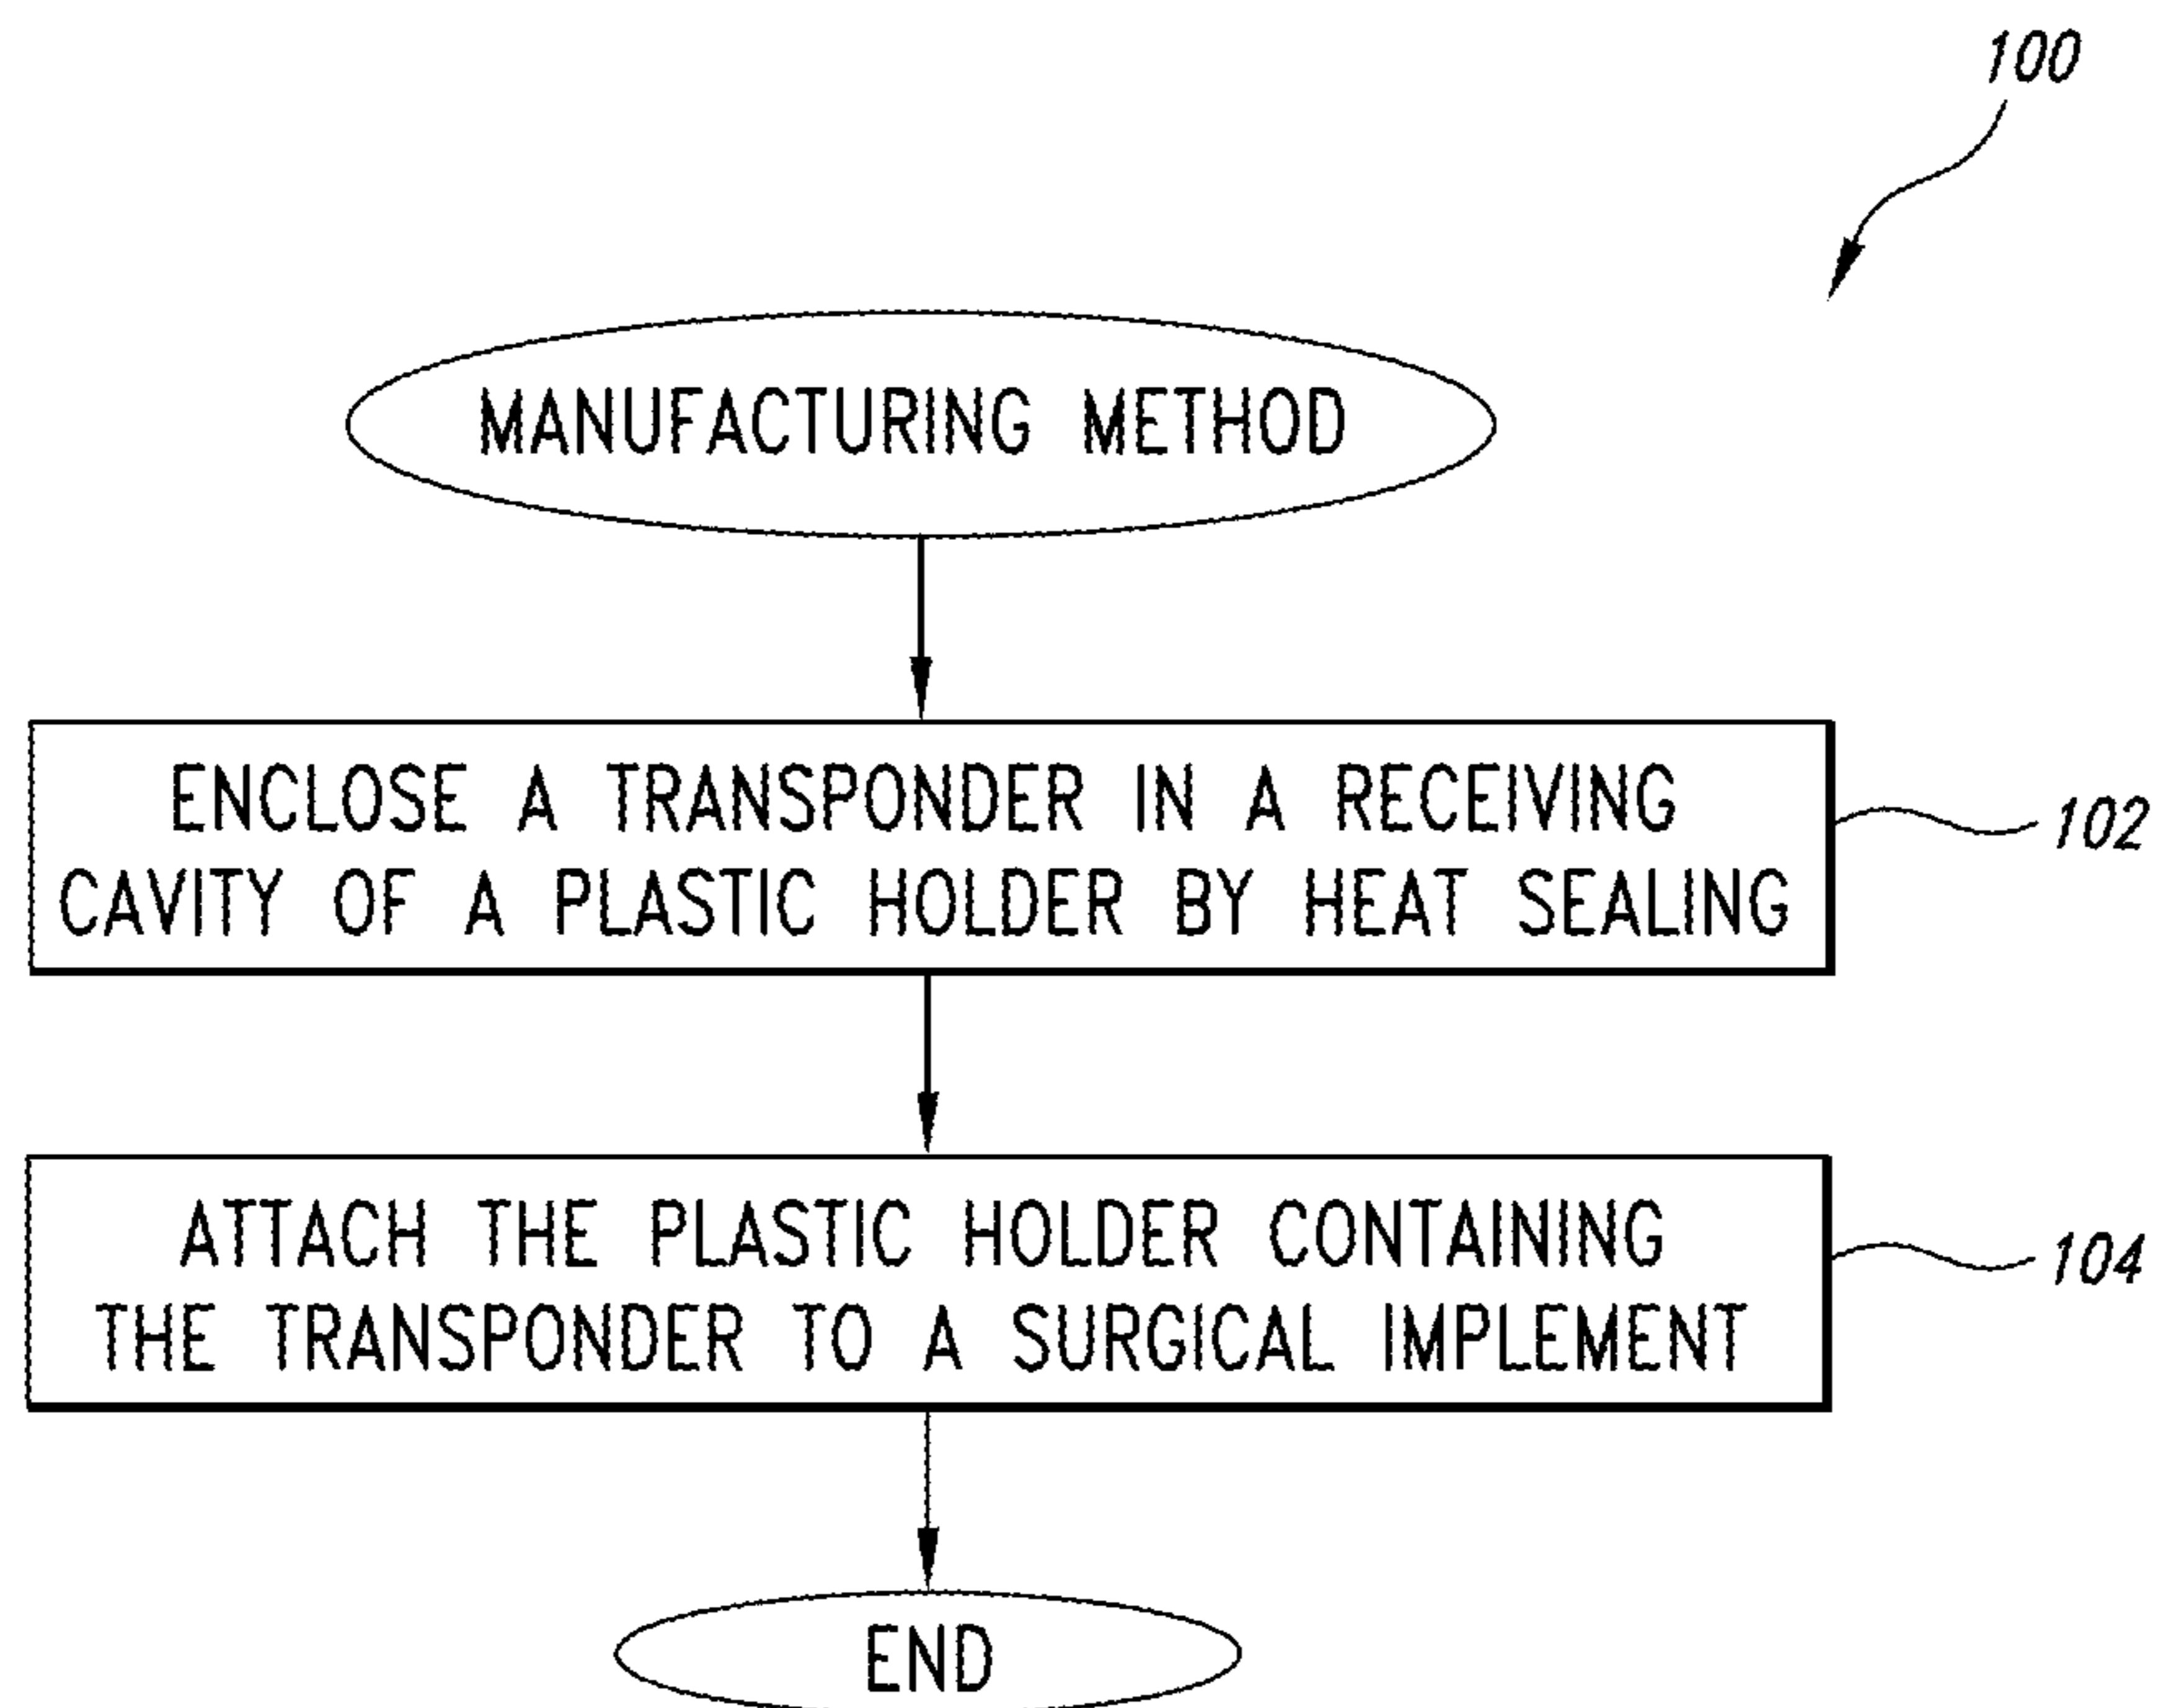 100
MANUFACTURING METHOD
ENCLOSE A TRANSPONDER IN A RECEIVING
CAVITY OF A PLASTIC HOLDER BY HEAT SEALING
102
ATTACH THE PLASTIC HOLDER CONTAINING
THE TRANSPONDER TO A SURGICAL IMPLEMENT
104
END